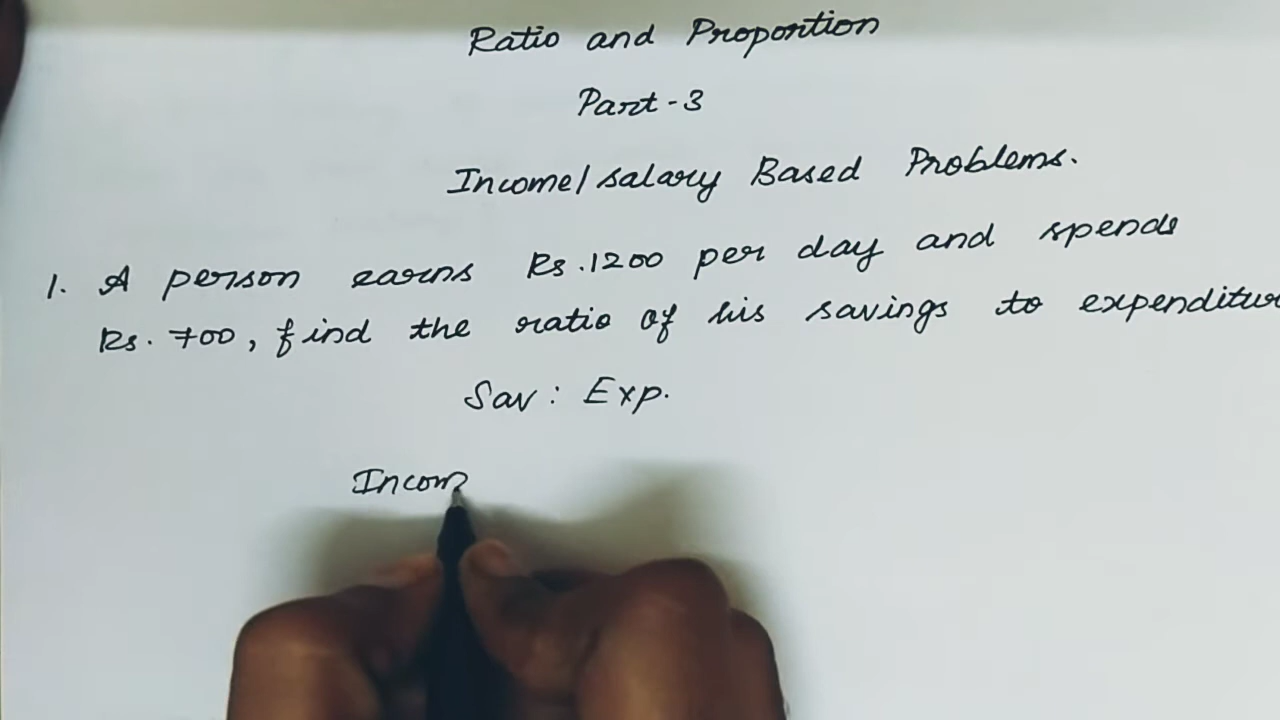 Ratio and Proportion
Part-3
Income/salary Based Problems.
1. A person earns Rs.1200 per day and spends
Rs. 700, find the ratio of his savings to expenditur
Sav : Exp.
Incom